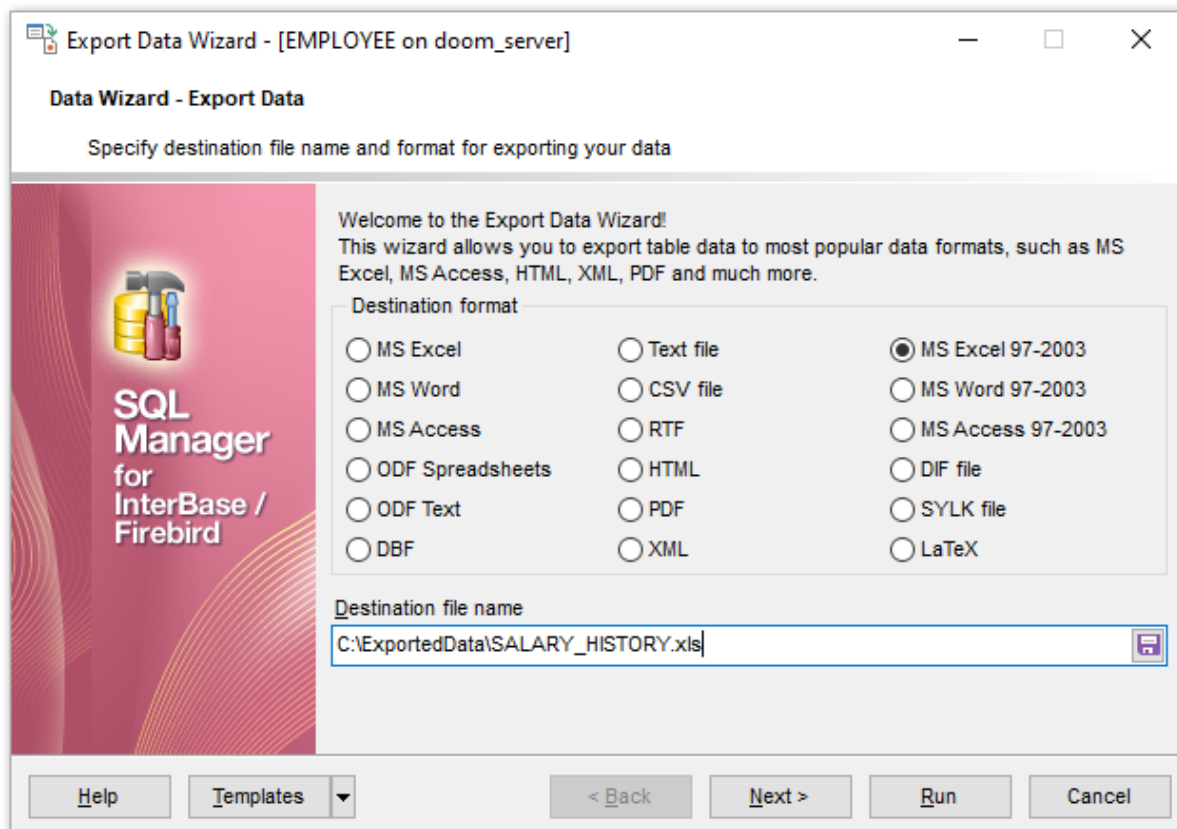 Export Data Wizard - [EMPLOYEE on doom_server]
Data Wizard - Export Data
Specify destination file name and format for exporting your data
SQL
Manager
for
InterBase /
Firebird
Welcome to the Export Data Wizard!
This wizard allows you to export table data to most popular data formats, such as MS
Excel, MS Access, HTML, XML, PDF and much more.
Destination format
MS Excel
Text file
MS Excel 97-2003
MS Word
CSV file
MS Word 97-2003
MS Access
RTF
MS Access 97-2003
ODF Spreadsheets
HTML
DIF file
ODF Text
PDF
SYLK file
DBF
XML
LaTeX
Destination file name
C:\ExportedData\SALARY_HISTORY.xls
Help
Templates
< Back
Next >
Run
Cancel